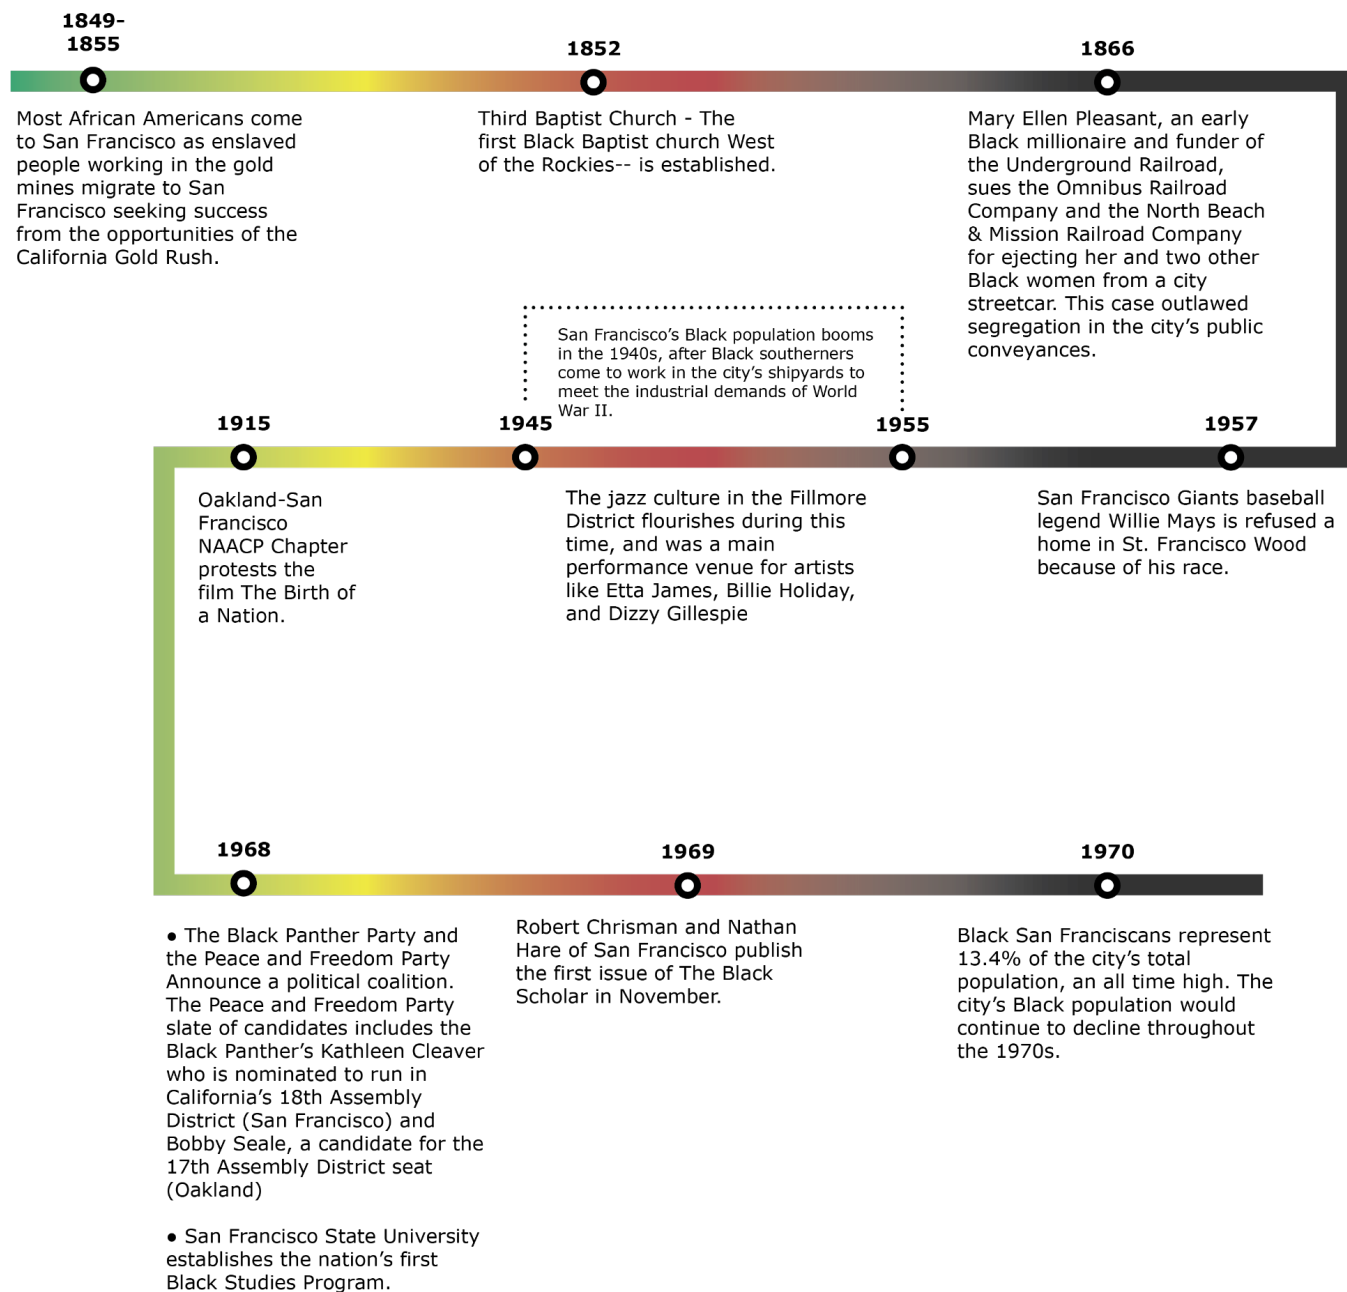 1849-
1855
Most African Americans come
to San Francisco as enslaved
people working in the gold
mines migrate to San
Francisco seeking success
from the opportunities of the
California Gold Rush.
1852
Third Baptist Church - The
first Black Baptist church West
of the Rockies-- is established.
1866
Mary Ellen Pleasant, an early
Black millionaire and funder of
the Underground Railroad,
sues the Omnibus Railroad
Company and the North Beach
& Mission Railroad Company
for ejecting her and two other
Black women from a city
streetcar. This case outlawed
segregation in the city's public
conveyances.
1915
Oakland-San
Francisco
NAACP Chapter
protests the
film The Birth of
a Nation.
San Francisco's Black population booms
in the 1940s, after Black southerners
come to work in the city's shipyards to
meet the industrial demands of World
War II.
1945
1955
The jazz culture in the Fillmore
District flourishes during this
time, and was a main
performance venue for artists
like Etta James, Billie Holiday,
and Dizzy Gillespie
1957
San Francisco Giants baseball
legend Willie Mays is refused a
home in St. Francisco Wood
because of his race.
1968
● The Black Panther Party and
the Peace and Freedom Party
Announce a political coalition.
The Peace and Freedom Party
slate of candidates includes the
Black Panther's Kathleen Cleaver
who is nominated to run in
California's 18th Assembly
District (San Francisco) and
Bobby Seale, a candidate for the
17th Assembly District seat
(Oakland)
● San Francisco State University
establishes the nation's first
Black Studies Program.
1969
Robert Chrisman and Nathan
Hare of San Francisco publish
the first issue of The Black
Scholar in November.
1970
Black San Franciscans represent
13.4% of the city's total
population, an all time high. The
city's Black population would
continue to decline throughout
the 1970s.